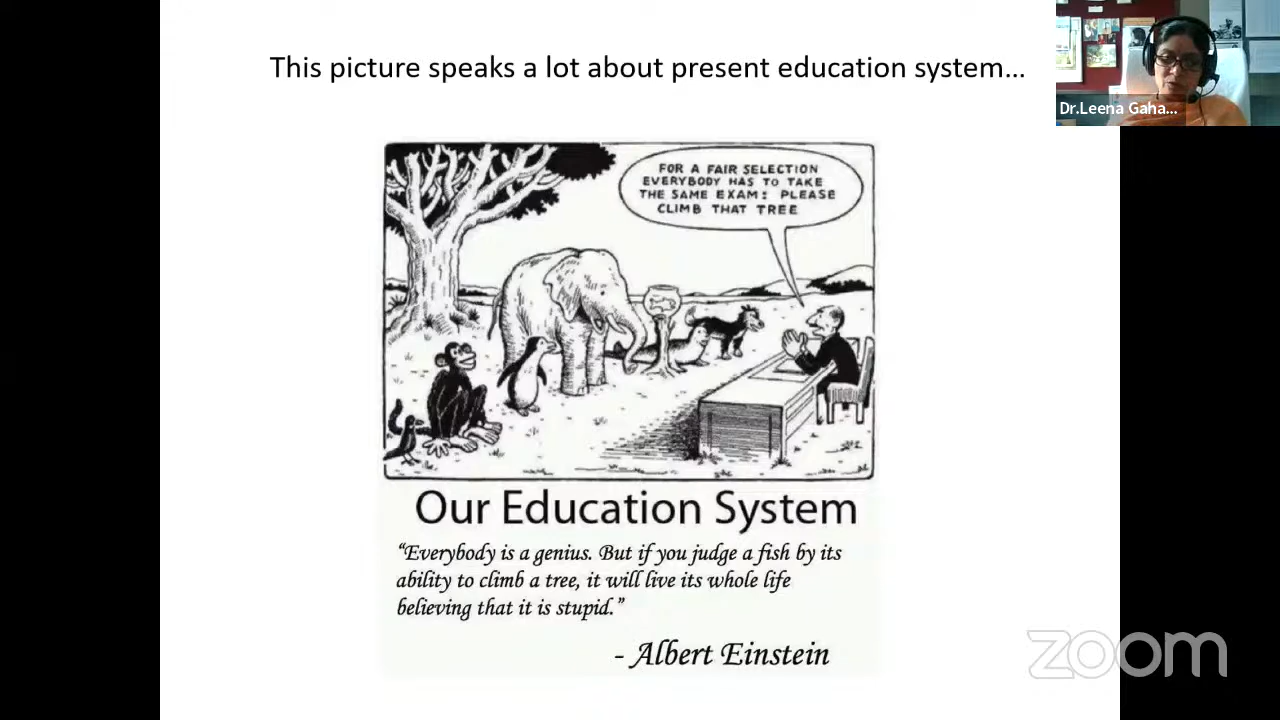 This picture speaks a lot about present education system...
Dr.Leena Gaha...
FOR A FAIR SELECTION
EVERYBODY HAS TO TAKE
THE SAME EXAM: PLEASE
CLIMB THAT TREE
Our Education System
“Everybody is a genius. But if you judge a fish by its
ability to climb a tree, it will live its whole life
believing that it is stupid.”
- Albert Einstein
zoom